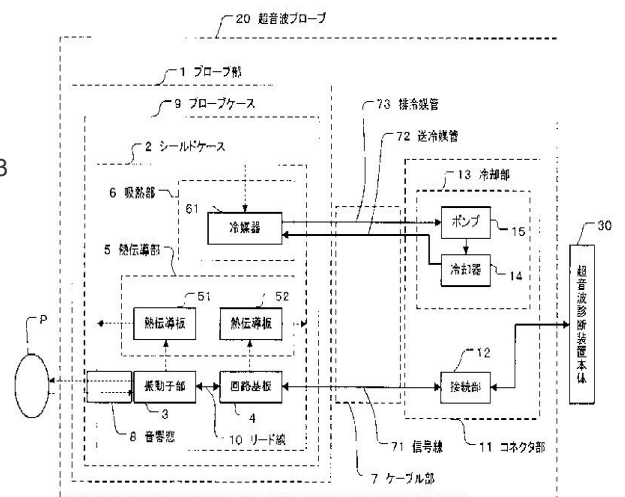 20 超音波プローブ
1 プローブ部
9 プローブケース
73 排冷媒管
2 シールドケース
72 送冷媒管
3
6 吸熱部
13 冷却部
61
冷媒器
ポンプ
15
30
5 熱伝導部
冷却器
14
51
52
熱伝導板
熱伝導板
超音波診断装置本体
P
12
振動子部
回路基板
接続部
3
4
8 音響窓
10 リード線
71 信号線
11 コネクタ部
7 ケーブル部